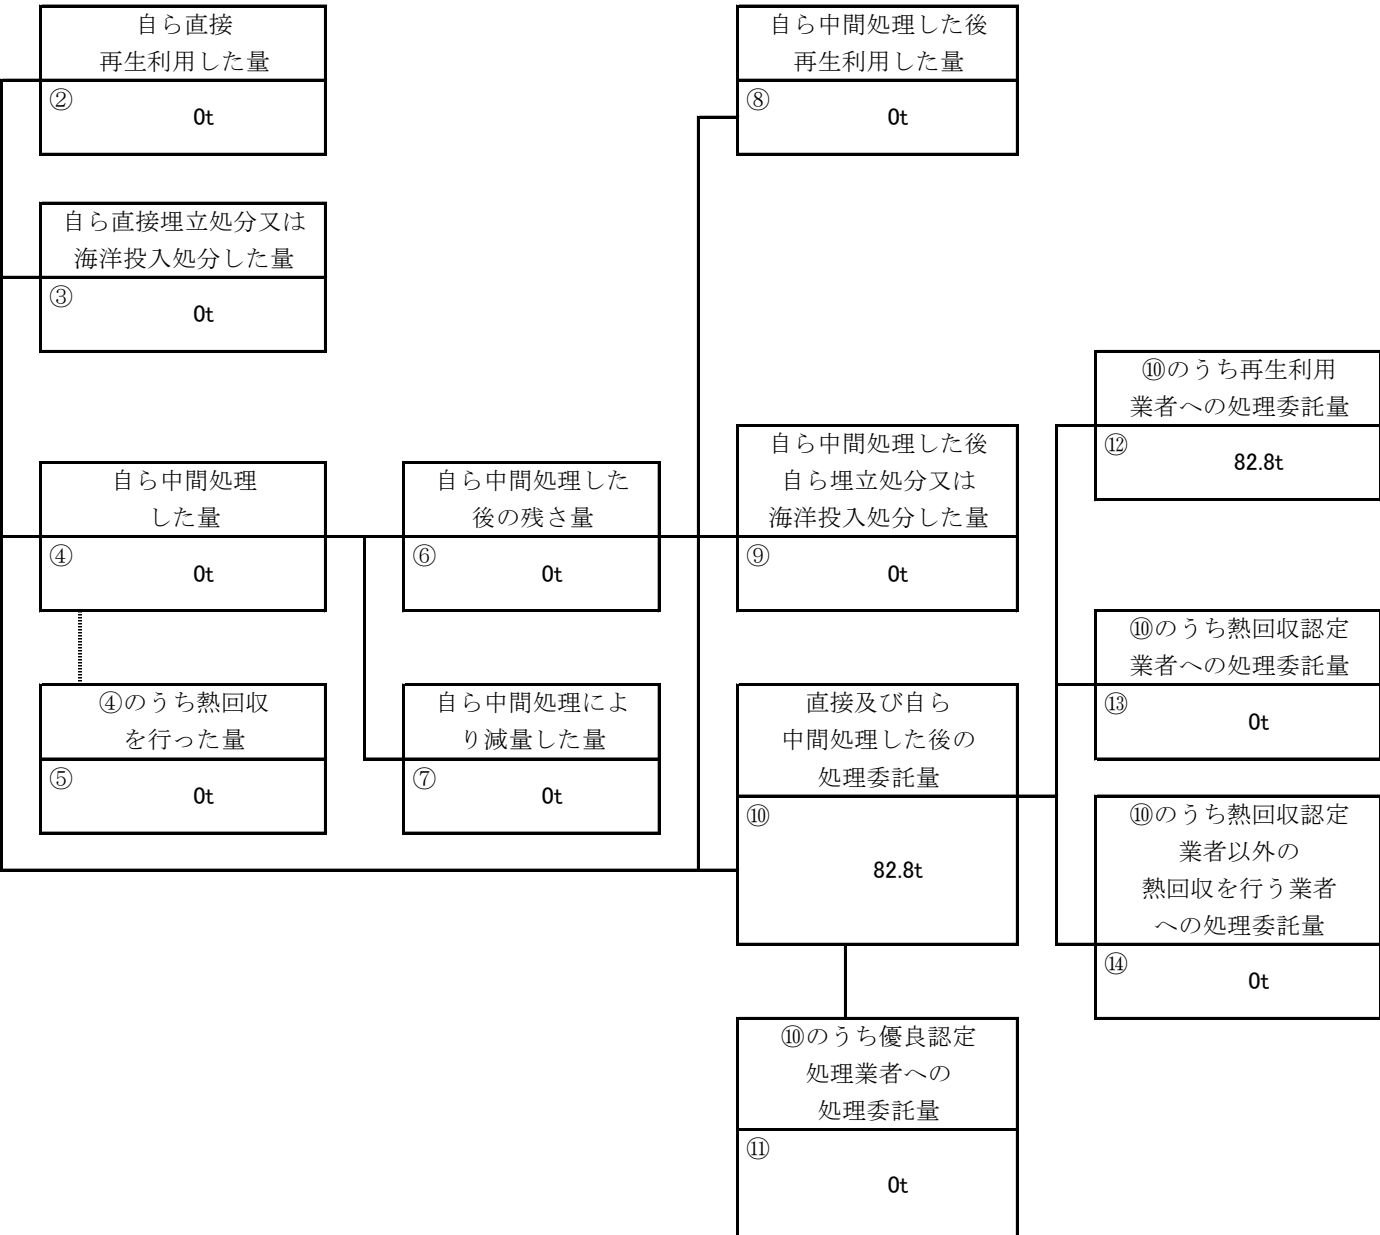 自ら直接
再生利用した量
②
0t
自ら直接埋立処分又は
海洋投入処分した量
③
0t
自ら中間処理
した量
④
0t
④のうち熱回収
を行った量
⑤
0t
自ら中間処理した
後の残さ量
⑥
0t
自ら中間処理によ
り減量した量
⑦
0t
自ら中間処理した後
再生利用した量
⑧
0t
自ら中間処理した後
自ら埋立処分又は
海洋投入処分した量
⑨
0t
直接及び自ら
中間処理した後の
処理委託量
⑩
82.8t
⑩のうち優良認定
処理業者への
処理委託量
⑪
0t
⑩のうち再生利用
業者への処理委託量
⑫
82.8t
⑩のうち熱回収認定
業者への処理委託量
⑬
0t
⑩のうち熱回収認定
業者以外の
熱回収を行う業者
への処理委託量
⑭
0t